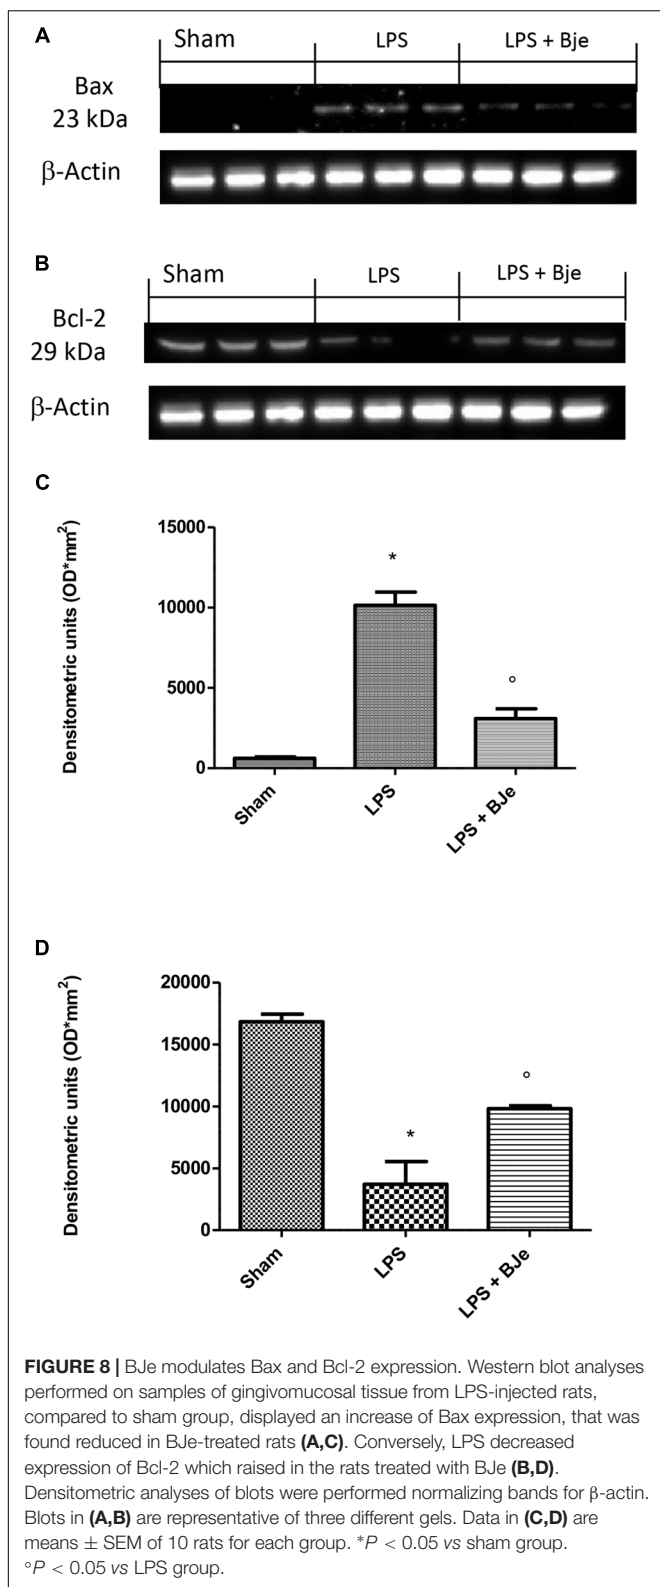 A
Sham LPS LPS + Bje
Bax
23 kDa
β-Actin
B
Sham LPS LPS + Bje
Bcl-2
29 kDa
β-Actin
C
Densitometric units (OD*mm²)
15000
*
10000
5000
°
0
Sham LPS LPS + BJe
D
Densitometric units (OD*mm²)
20000
15000
10000
°
5000
*
0
Sham LPS LPS + BJe
FIGURE 8 | BJe modulates Bax and Bcl-2 expression. Western blot analyses
performed on samples of gingivomucosal tissue from LPS-injected rats,
compared to sham group, displayed an increase of Bax expression, that was
found reduced in BJe-treated rats (A,C). Conversely, LPS decreased
expression of Bcl-2 which raised in the rats treated with BJe (B,D).
Densitometric analyses of blots were performed normalizing bands for β-actin.
Blots in (A,B) are representative of three different gels. Data in (C,D) are
means ± SEM of 10 rats for each group. *P < 0.05 vs sham group.
°P < 0.05 vs LPS group.